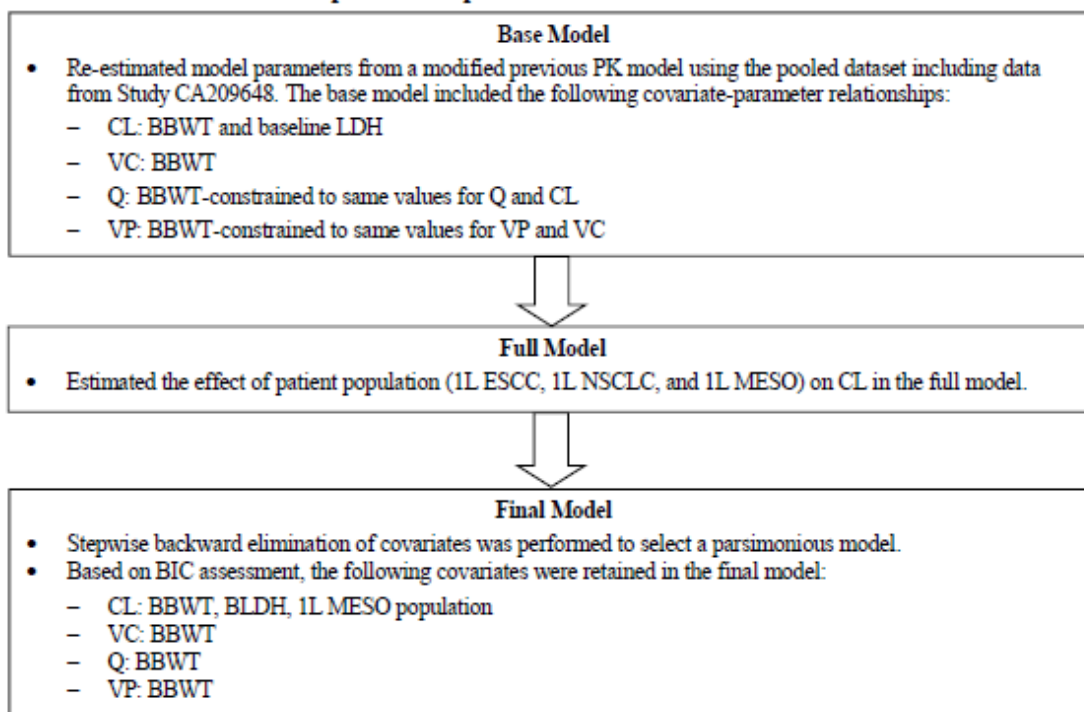 Base Model
• Re-estimated model parameters from a modified previous PK model using the pooled dataset including data
from Study CA209648. The base model included the following covariate-parameter relationships:
– CL: BBWT and baseline LDH
– VC: BBWT
– Q: BBWT-constrained to same values for Q and CL
– VP: BBWT-constrained to same values for VP and VC
Full Model
• Estimated the effect of patient population (1L ESCC, 1L NSCLC, and 1L MESO) on CL in the full model.
Final Model
• Stepwise backward elimination of covariates was performed to select a parsimonious model.
• Based on BIC assessment, the following covariates were retained in the final model:
– CL: BBWT, BLDH, 1L MESO population
– VC: BBWT
– Q: BBWT
– VP: BBWT